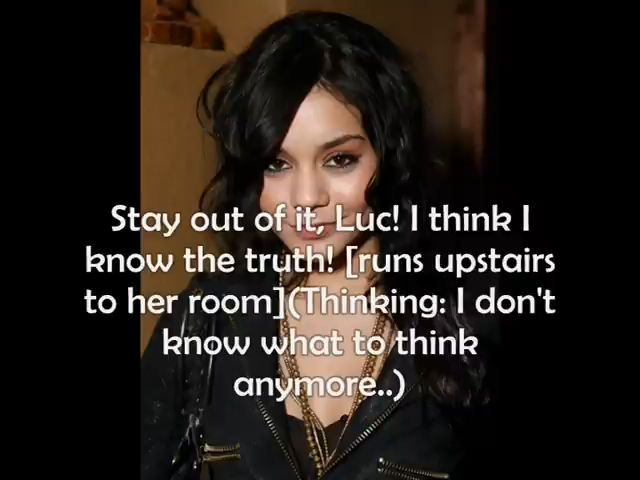 Stay out of it, Luc! I think I
know the truth! [runs upstairs
to her room](Thinking: I don't
know what to think
anymore..)